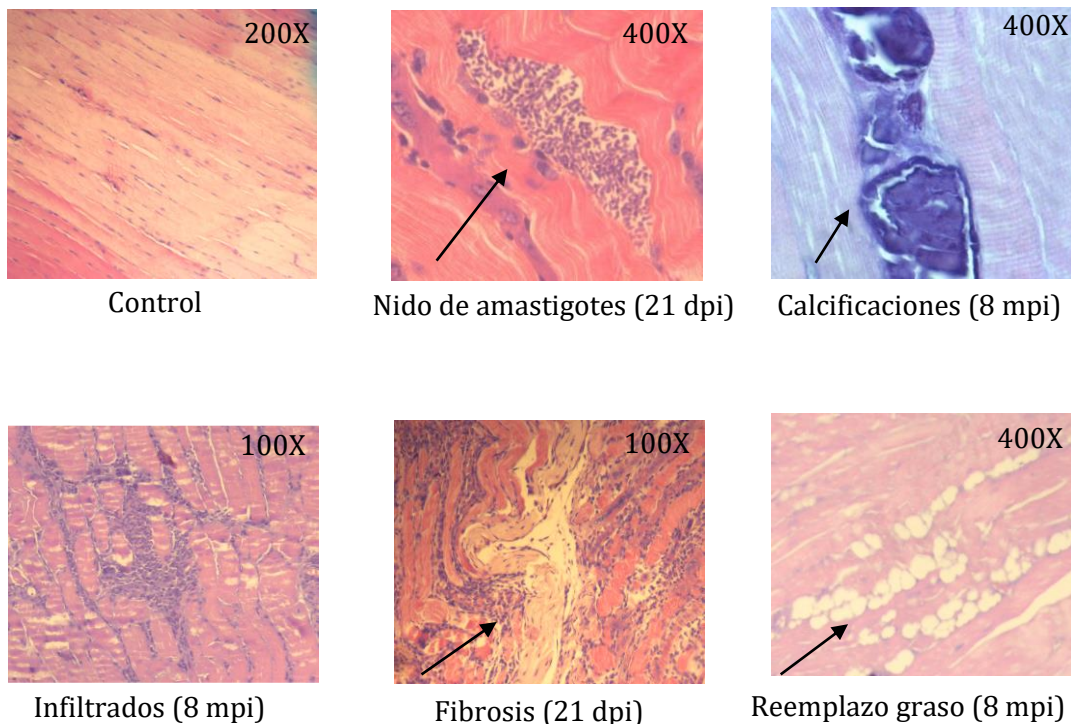 200X
400X
400X
Control
Nido de amastigotes (21 dpi)
Calcificaciones (8 mpi)
100X
100X
400X
Infiltrados (8 mpi)
Fibrosis (21 dpi)
Reemplazo graso (8 mpi)